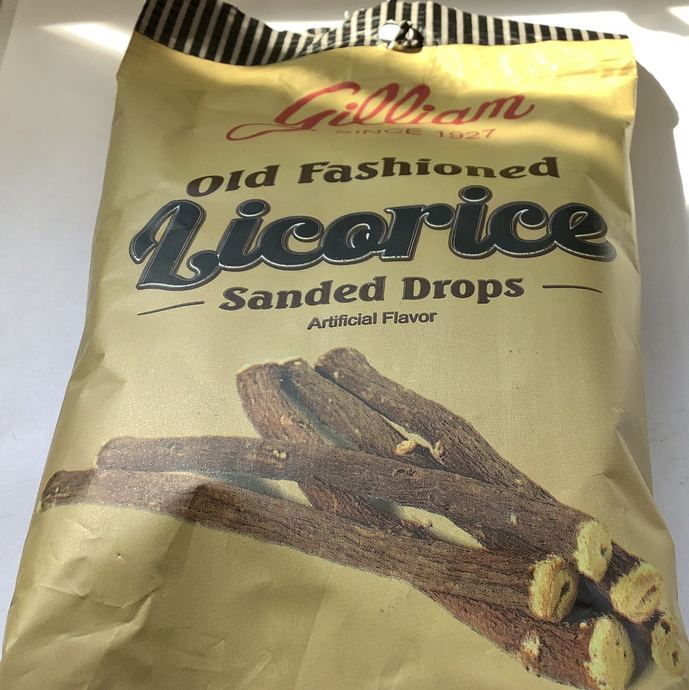 Gilliam
SINCE 1927
Old Fashioned
Licorice
Sanded Drops
Artificial Flavor